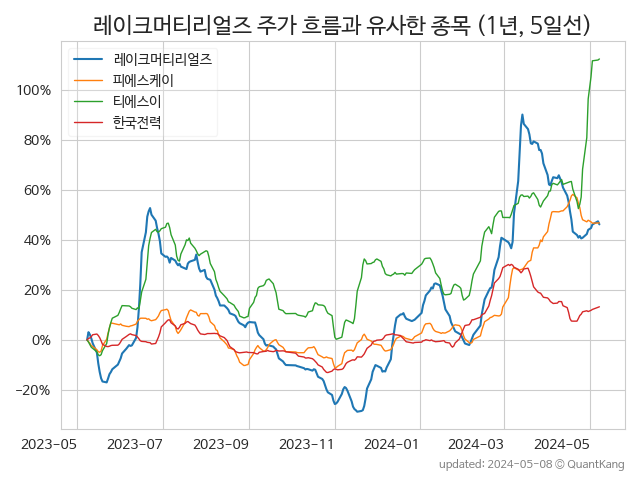 레이크머티리얼즈 주가 흐름과 유사한 종목 (1년, 5일선)
레이크머티리얼즈
피에스케이
티에스이
한국전력
100%
80%
60%
40%
20%
0%
−20%
2023-05 2023-07 2023-09 2023-11 2024-01 2024-03 2024-05
updated: 2024-05-08 © QuantKang